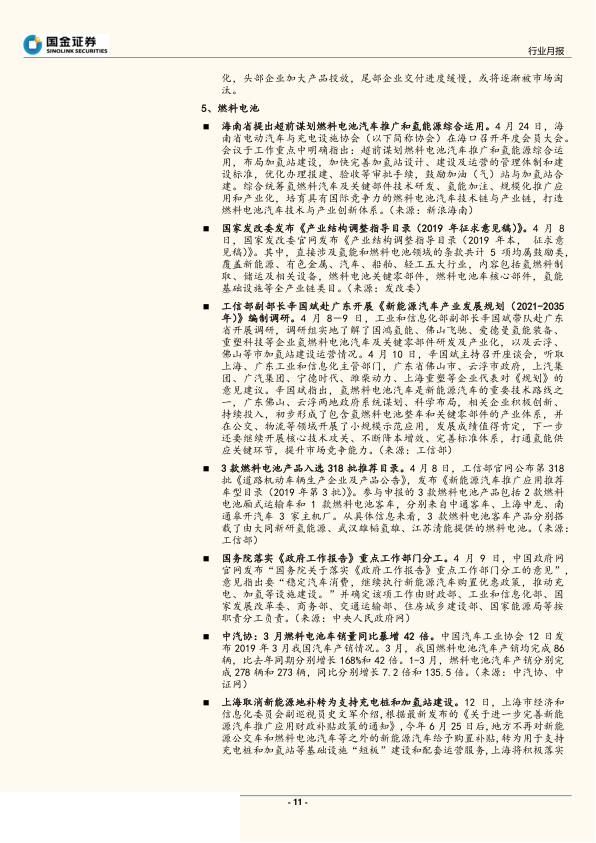 国金证券
SINOLINK SECURITIES
行业月报
化，头部企业加大产品投放，尾部企业交付进度缓慢，或将逐渐被市场淘
汰。
5、燃料电池
■ 海南省提出超前谋划燃料电池汽车推广和氢能源综合运用。4 月 24 日，海
南省电动汽车与充电设施协会（以下简称协会）在海口召开年度会员大会。
会议于工作重点中明确指出：超前谋划燃料电池汽车推广和氢能源综合运
用，布局加氢站建设，加快完善加氢站设计、建设及运营的管理体制和建
设标准，优化办理报建、验收等审批手续，鼓励加油（气）站与加氢站合
建。综合统筹氢燃料汽车及关键部件技术研发、氢能加注、规模化推广应
用和产业化，培育具有国际竞争力的燃料电池汽车技术链与产业链，打造
燃料电池汽车技术与产业创新体系。（来源：新浪海南）
■ 国家发改委发布《产业结构调整指导目录（2019 年征求意见稿）》。4 月 8
日，国家发改委官网发布《产业结构调整指导目录（2019 年本， 征求意
见稿）》。其中，直接涉及氢能和燃料电池领域的条款共计 5 项均属鼓励类，
覆盖新能源、有色金属、汽车、船舶、轻工五大行业，内容包括氢燃料制
取、储运及相关设备，燃料电池关键零部件，燃料电池车核心部件，氢能
基础设施等全产业链类目。（来源：发改委）
■ 工信部副部长辛国斌赴广东开展《新能源汽车产业发展规划（2021-2035
年）》编制调研。4 月 8—9 日，工业和信息化部副部长辛国斌带队赴广东
省开展调研，调研组实地了解了国鸿氢能、佛山飞驰、爱德曼氢能装备、
重塑科技等企业氢燃料电池汽车及关键零部件研发及产业化，以及云浮、
佛山等市加氢站建设运营情况。4 月 10 日，辛国斌主持召开座谈会，听取
上海、广东工业和信息化主管部门，广东省佛山市、云浮市政府，上汽集
团、广汽集团、宁德时代、潍柴动力、上海重塑等企业代表对《规划》的
意见建议。辛国斌指出，氢燃料电池汽车是新能源汽车的重要技术路线之
一，广东佛山、云浮两地政府系统谋划、科学布局，相关企业积极创新、
持续投入，初步形成了包含氢燃料电池整车和关键零部件的产业体系，并
在公交、物流等领域开展了小规模示范应用，发展成绩值得肯定，下一步
还要继续开展核心技术攻关、不断降本增效、完善标准体系，打通氢能供
应关键环节，提升市场竞争能力。（来源：工信部）
■ 3 款燃料电池产品入选 318 批推荐目录。4 月 8 日，工信部官网公布第 318
批《道路机动车辆生产企业及产品公告》，发布《新能源汽车推广应用推荐
车型目录（2019 年第 3 批）》。参与申报的 3 款燃料电池产品包括 2 款燃料
电池厢式运输车和 1 款燃料电池客车，分别来自中通客车、上海申龙、南
通皋开汽车 3 家主机厂。从具体信息来看，3 款燃料电池客车产品分别搭
载了由大同新研氢能源、武汉雄韬氢雄、江苏清能提供的燃料电池。（来源：
工信部）
■ 国务院落实《政府工作报告》重点工作部门分工。4 月 9 日，中国政府网
官网发布“国务院关于落实《政府工作报告》重点工作部门分工的意见”，
意见指出要“稳定汽车消费，继续执行新能源汽车购置优惠政策，推动充
电、加氢等设施建设。”并确定该项工作由财政部、工业和信息化部、国
家发展改革委、商务部、交通运输部、住房城乡建设部、国家能源局等按
职责分工负责。（来源：中央人民政府网）
■ 中汽协：3 月燃料电池车销量同比暴增 42 倍。中国汽车工业协会 12 日发
布 2019 年 3 月我国汽车产销情况。3 月，我国燃料电池汽车产销均完成 86
辆，比去年同期分别增长 168%和 42 倍。1-3 月，燃料电池汽车产销分别完
成 278 辆和 273 辆，同比分别增长 7.2 倍和 135.5 倍。（来源：中汽协、中
证网）
■ 上海取消新能源地补转为支持充电桩和加氢站建设。12 日，上海市经济和
信息化委员会副巡视员史文军介绍,根据最新发布的《关于进一步完善新能
源汽车推广应用财政补贴政策的通知》,今年 6 月 25 日后,地方不再对新能
源公交车和燃料电池汽车等之外的新能源汽车给予购置补贴,转为用于支持
充电桩和加氢站等基础设施“短板”建设和配套运营服务,上海将积极落实
- 11 -